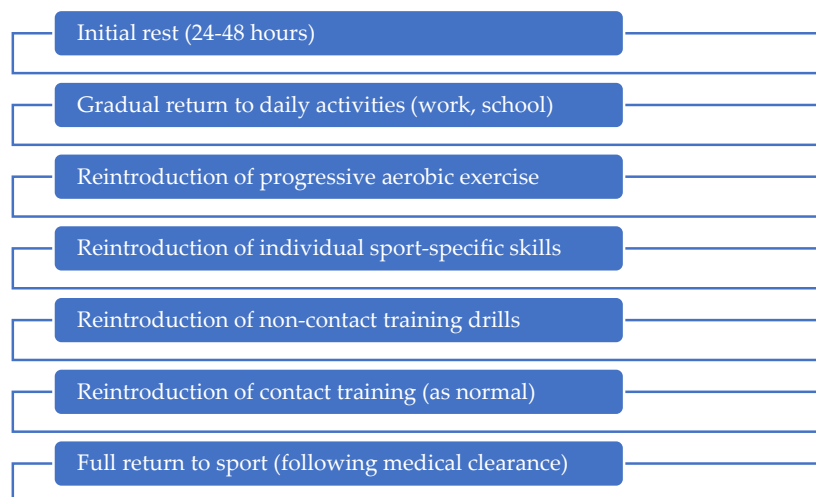 Initial rest (24-48 hours)
Gradual return to daily activities (work, school)
Reintroduction of progressive aerobic exercise
Reintroduction of individual sport-specific skills
Reintroduction of non-contact training drills
Reintroduction of contact training (as normal)
Full return to sport (following medical clearance)